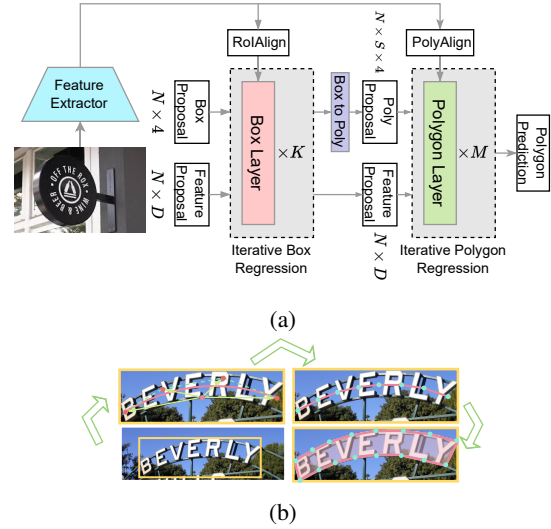 RoIAlign
PolyAlign
Feature
Extractor
N × 4
Box
Proposal
Box Layer
×K
Box to Poly
N × S × 4
Poly
Proposal
Polygon Layer
×M
Polygon
Prediction
N × D
Feature
Proposal
Feature
Proposal
N × D
OFF THE ROX
WINE & BEER
Iterative Box
Regression
Iterative Polygon
Regression
(a)
BEVERLY
BEVERLY
BEVERLY
BEVERLY
(b)